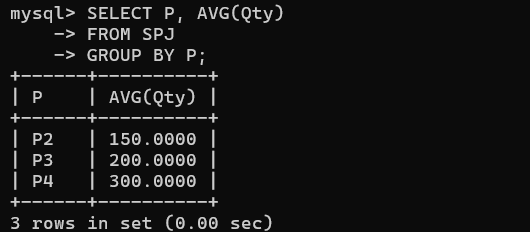 mysql> SELECT P, AVG(Qty)
    -> FROM SPJ
    -> GROUP BY P;
+------+----------+
| P    | AVG(Qty) |
+------+----------+
| P2   | 150.0000 |
| P3   | 200.0000 |
| P4   | 300.0000 |
+------+----------+
3 rows in set (0.00 sec)